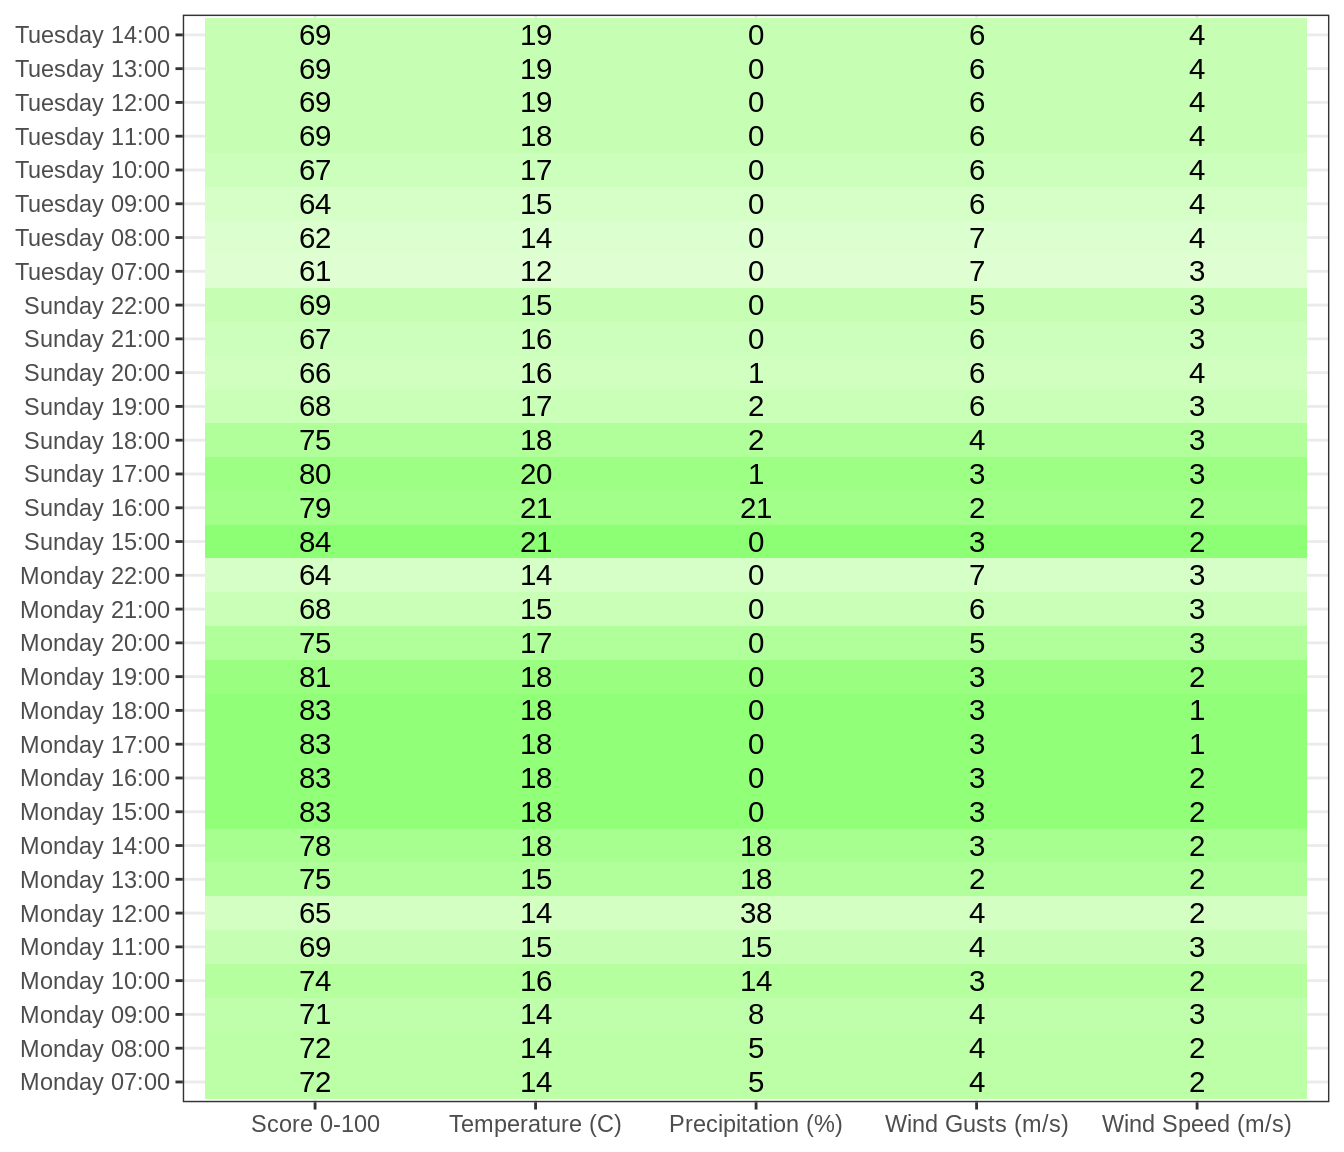 Tuesday 14:00 69 19 0 6 4
Tuesday 13:00 69 19 0 6 4
Tuesday 12:00 69 19 0 6 4
Tuesday 11:00 69 18 0 6 4
Tuesday 10:00 67 17 0 6 4
Tuesday 09:00 64 15 0 6 4
Tuesday 08:00 62 14 0 7 4
Tuesday 07:00 61 12 0 7 3
Sunday 22:00 69 15 0 5 3
Sunday 21:00 67 16 0 6 3
Sunday 20:00 66 16 1 6 4
Sunday 19:00 68 17 2 6 3
Sunday 18:00 75 18 2 4 3
Sunday 17:00 80 20 1 3 3
Sunday 16:00 79 21 21 2 2
Sunday 15:00 84 21 0 3 2
Monday 22:00 64 14 0 7 3
Monday 21:00 68 15 0 6 3
Monday 20:00 75 17 0 5 3
Monday 19:00 81 18 0 3 2
Monday 18:00 83 18 0 3 1
Monday 17:00 83 18 0 3 1
Monday 16:00 83 18 0 3 2
Monday 15:00 83 18 0 3 2
Monday 14:00 78 18 18 3 2
Monday 13:00 75 15 18 2 2
Monday 12:00 65 14 38 4 2
Monday 11:00 69 15 15 4 3
Monday 10:00 74 16 14 3 2
Monday 09:00 71 14 8 4 3
Monday 08:00 72 14 5 4 2
Monday 07:00 72 14 5 4 2
Score 0-100 Temperature (C) Precipitation (%) Wind Gusts (m/s) Wind Speed (m/s)